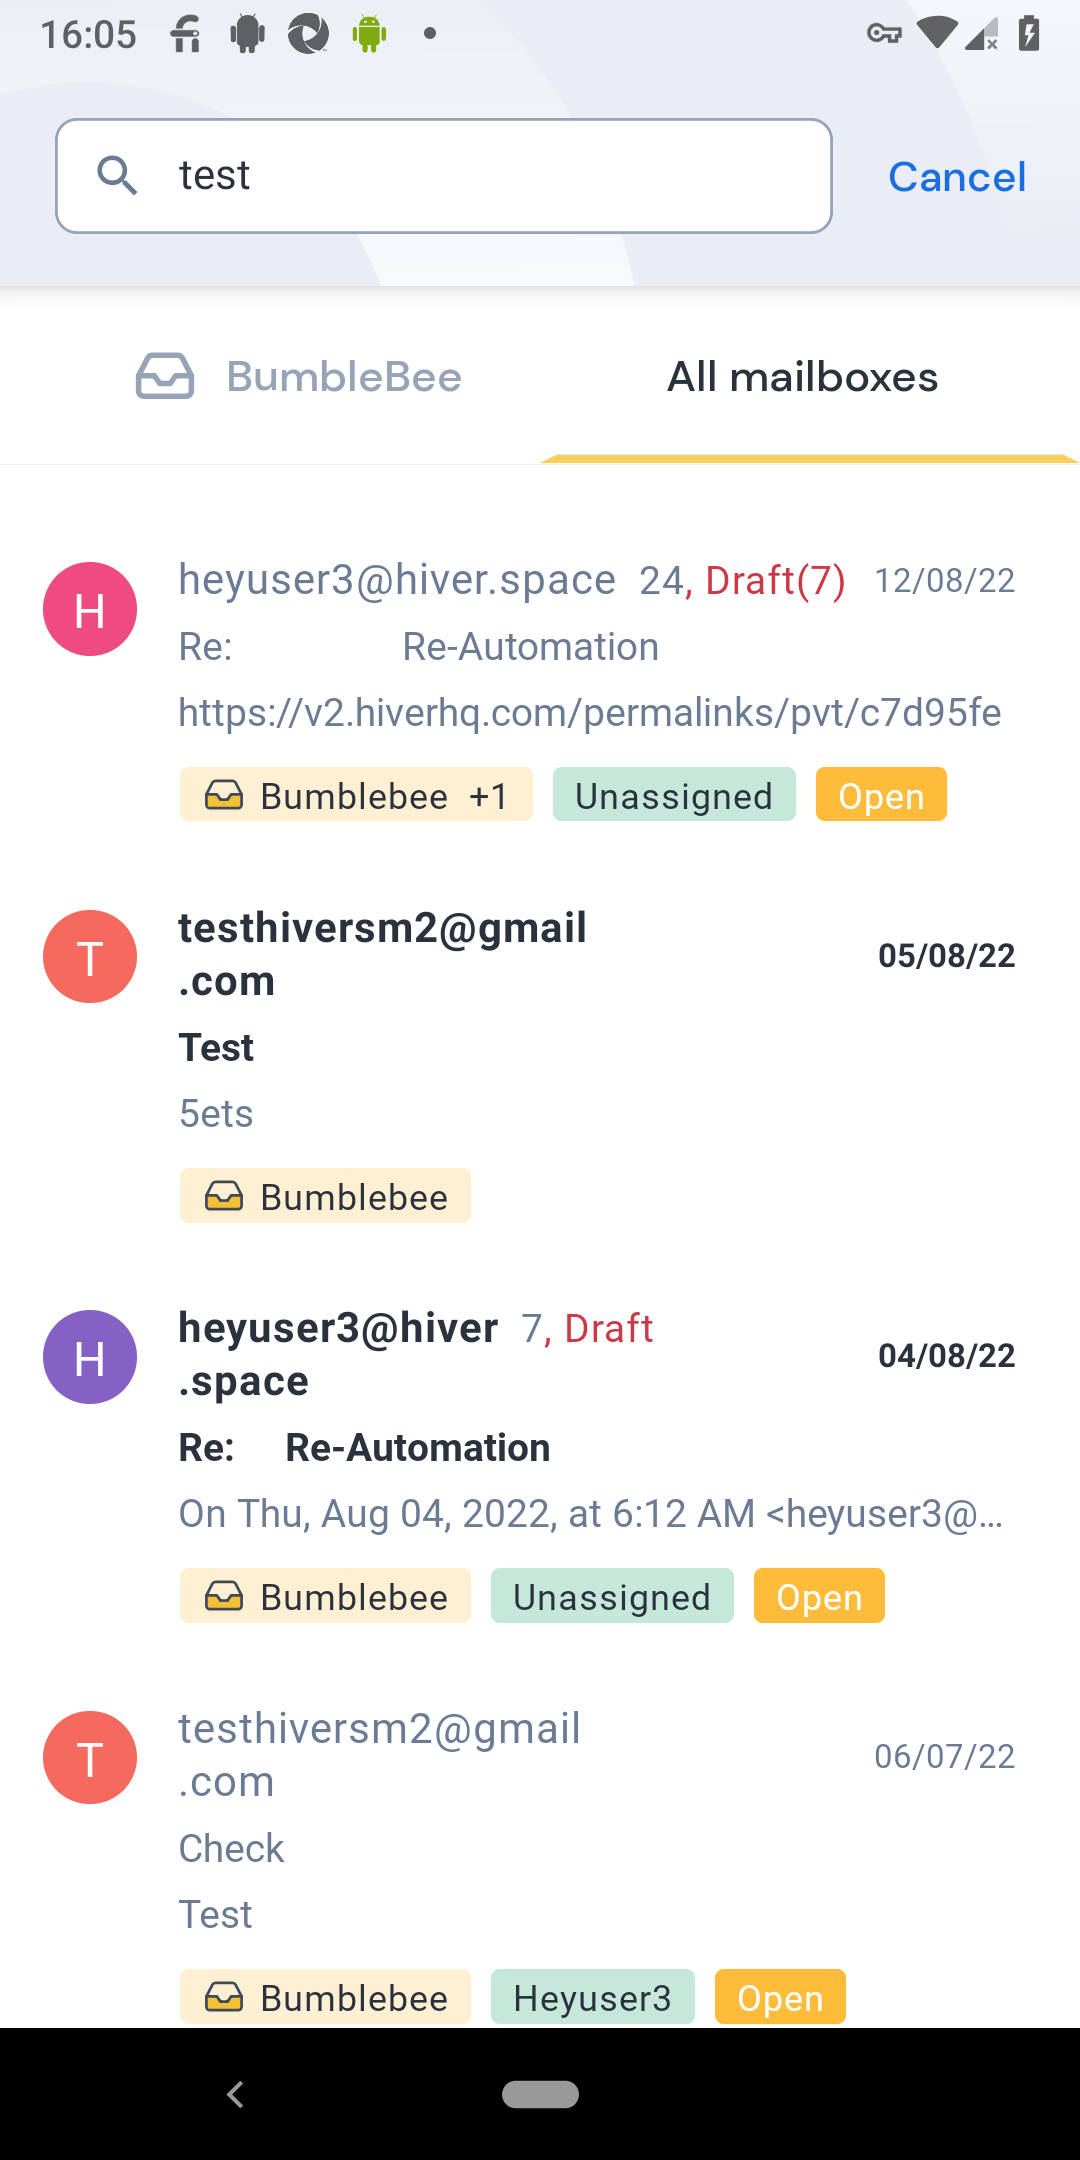 16:05
test
Cancel
BumbleBee
All mailboxes
H
heyuser3@hiver.space 24, Draft(7) 12/08/22
Re: Re-Automation
https://v2.hiverhq.com/permalinks/pvt/c7d95fe
Bumblebee +1 Unassigned Open
T
testhiversm2@gmail
.com
05/08/22
Test
5ets
Bumblebee
H
heyuser3@hiver 7, Draft
.space
04/08/22
Re: Re-Automation
On Thu, Aug 04, 2022, at 6:12 AM <heyuser3@...
Bumblebee Unassigned Open
T
testhiversm2@gmail
.com
06/07/22
Check
Test
Bumblebee Heyuser3 Open